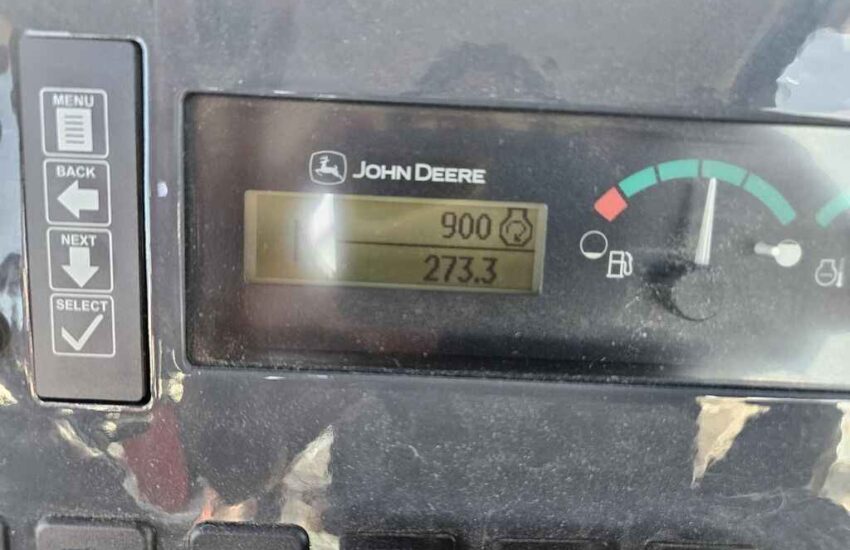 MENU
BACK
NEXT
SELECT
JOHN DEERE
900
273.3